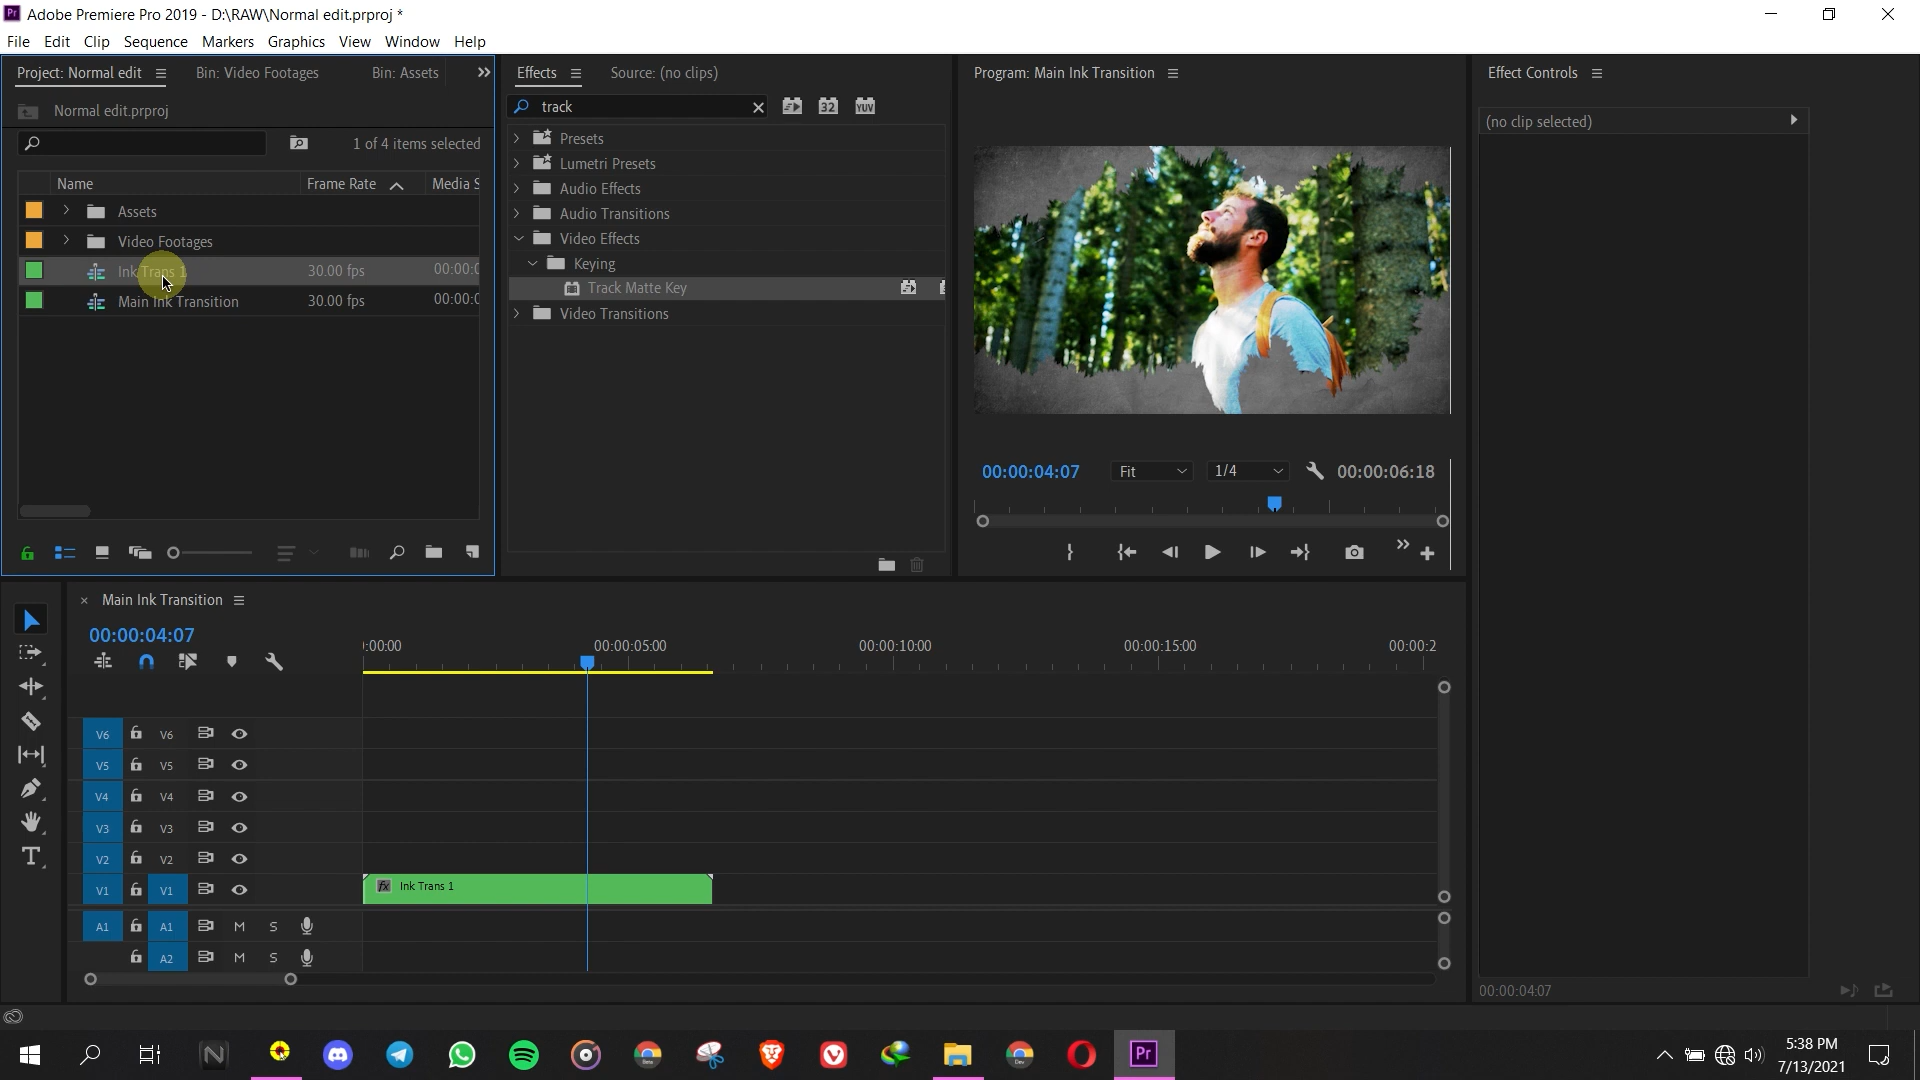 Pr Adobe Premiere Pro 2019 - D:\RAW\Normal edit.prproj *
File Edit Clip Sequence Markers Graphics View Window Help
Project: Normal edit Bin: Video Footages Bin: Assets
Normal edit.prproj
1 of 4 items selected
Name Frame Rate Media S
Assets
Video Footages
Ink Trans 1 30.00 fps 00:00:0
Main Ink Transition 30.00 fps 00:00:0
Effects Source: (no clips)
track 32 YUV
Presets
Lumetri Presets
Audio Effects
Audio Transitions
Video Effects
Keying
Track Matte Key
Video Transitions
Program: Main Ink Transition
00:00:04:07 Fit 1/4 00:00:06:18
Effect Controls
(no clip selected)
00:00:04:07
Main Ink Transition
00:00:04:07
:00:00 00:00:05:00 00:00:10:00 00:00:15:00 00:00:2
V6 V6
V5 V5
V4 V4
V3 V3
V2 V2
V1 V1 fx Ink Trans 1
A1 A1 M S
A2 M S
T
Beta Dev Pr
5:38 PM
7/13/2021